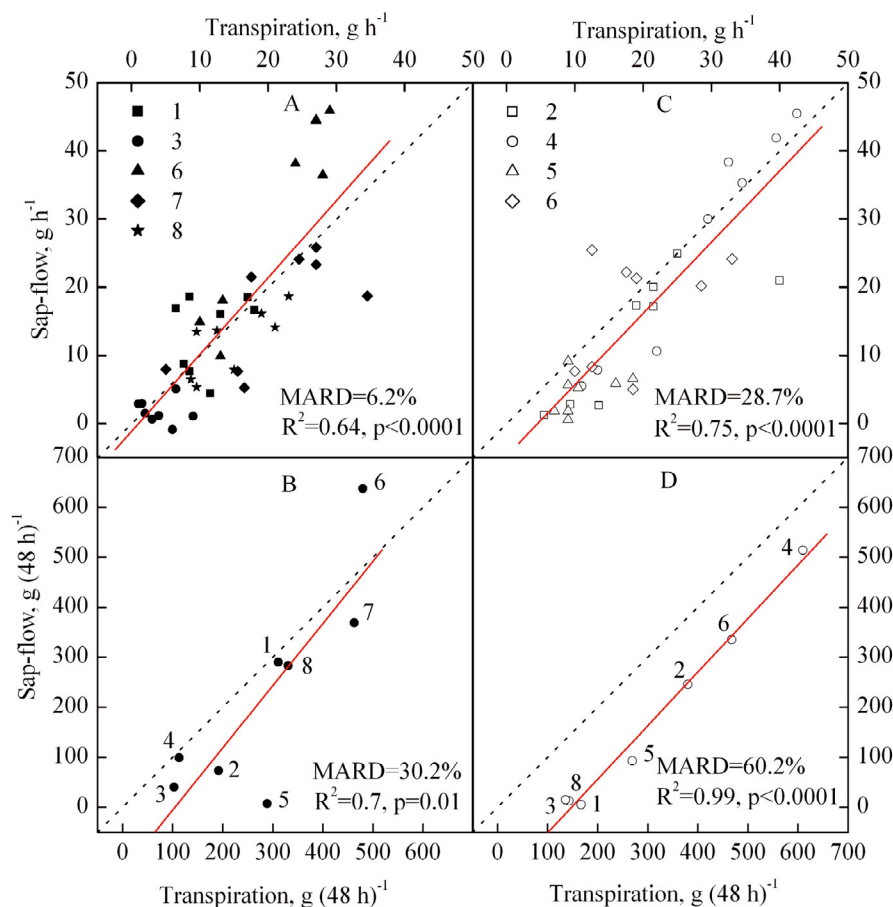 Transpiration, g h⁻¹
Transpiration, g h⁻¹
0 10 20 30 40 50
0 10 20 30 40 50
Sap-flow, g h⁻¹
50
40
30
20
10
0
A
1
3
6
7
8
MARD=6.2%
R²=0.64, p<0.0001
C
2
4
5
6
MARD=28.7%
R²=0.75, p<0.0001
50
40
30
20
10
0
Sap-flow, g (48 h)⁻¹
700
600
500
400
300
200
100
0
B
6
7
1
8
4
2
3
5
MARD=30.2%
R²=0.7, p=0.01
D
4
6
2
5
8
3
1
MARD=60.2%
R²=0.99, p<0.0001
700
600
500
400
300
200
100
0
0 100 200 300 400 500 600
0 100 200 300 400 500 600 700
Transpiration, g (48 h)⁻¹
Transpiration, g (48 h)⁻¹